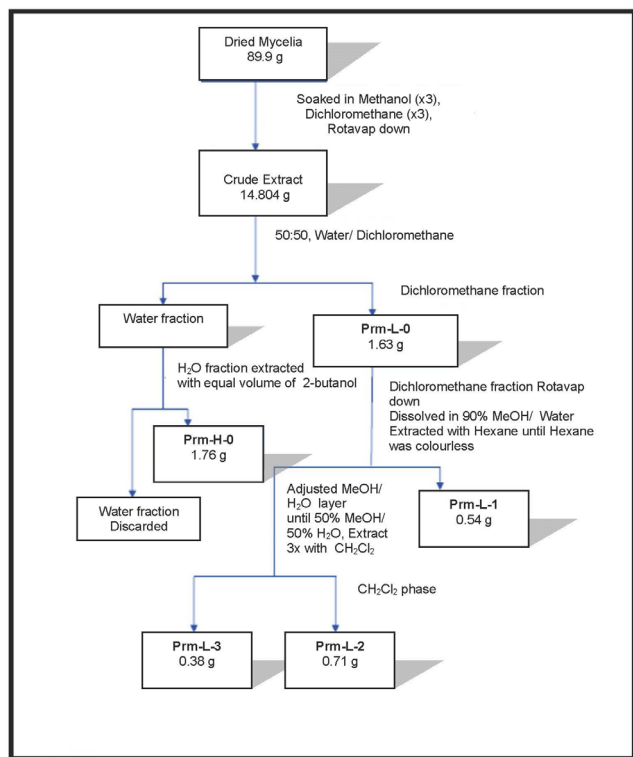 Dried Mycelia
89.9 g
Soaked in Methanol (x3),
Dichloromethane (x3),
Rotavap down
Crude Extract
14.804 g
50:50, Water/ Dichloromethane
Dichloromethane fraction
Water fraction
Prm-L-0
1.63 g
H₂O fraction extracted
with equal volume of 2-butanol
Dichloromethane fraction Rotavap
down
Dissolved in 90% MeOH/ Water
Extracted with Hexane until Hexane
was colourless
Prm-H-0
1.76 g
Water fraction
Discarded
Adjusted MeOH/
H₂O layer
until 50% MeOH/
50% H₂O, Extract
3x with CH₂Cl₂
Prm-L-1
0.54 g
CH₂Cl₂ phase
Prm-L-3
0.38 g
Prm-L-2
0.71 g